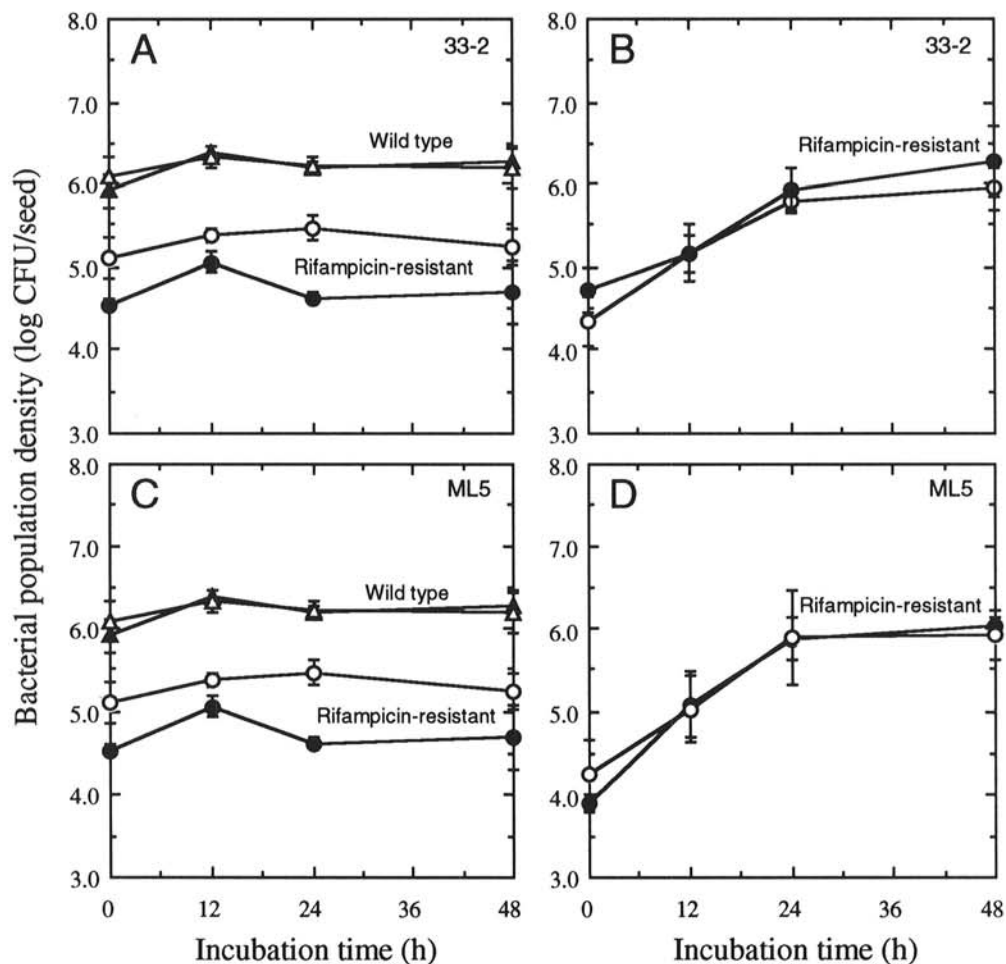 Bacterial population density (log CFU/seed)
A
33-2
8.0
7.0
6.0
5.0
4.0
3.0
Wild type
Rifampicin-resistant
B
33-2
8.0
7.0
6.0
5.0
4.0
3.0
Rifampicin-resistant
C
ML5
8.0
7.0
6.0
5.0
4.0
3.0
Wild type
Rifampicin-resistant
0 12 24 36 48
Incubation time (h)
D
ML5
8.0
7.0
6.0
5.0
4.0
3.0
Rifampicin-resistant
0 12 24 36 48
Incubation time (h)